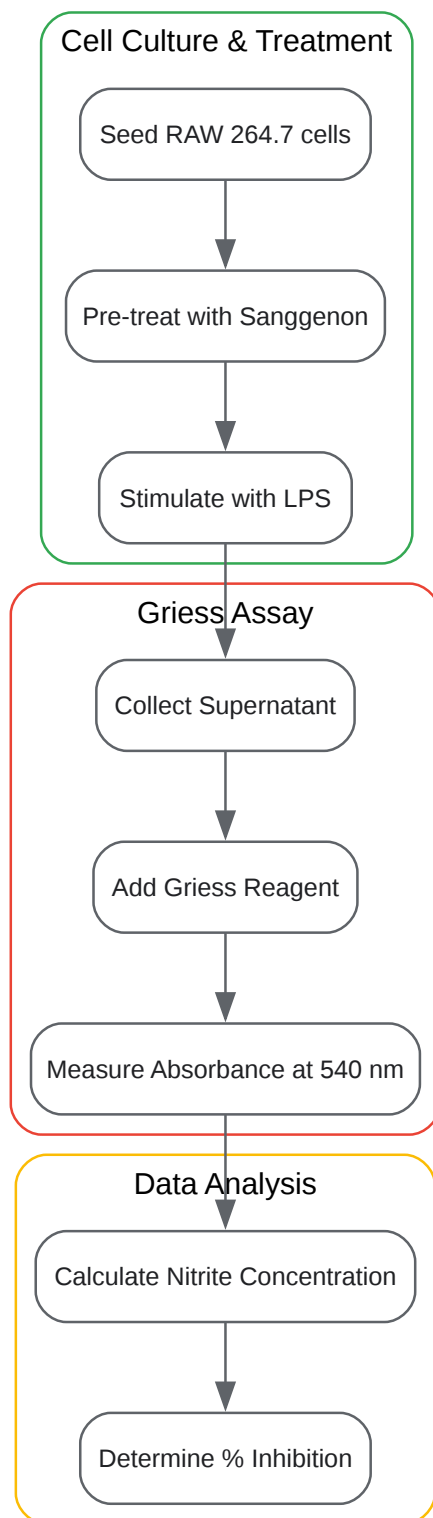 Cell Culture & Treatment
Seed RAW 264.7 cells
Pre-treat with Sanggenon
Stimulate with LPS
Griess Assay
Collect Supernatant
Add Griess Reagent
Measure Absorbance at 540 nm
Data Analysis
Calculate Nitrite Concentration
Determine % Inhibition